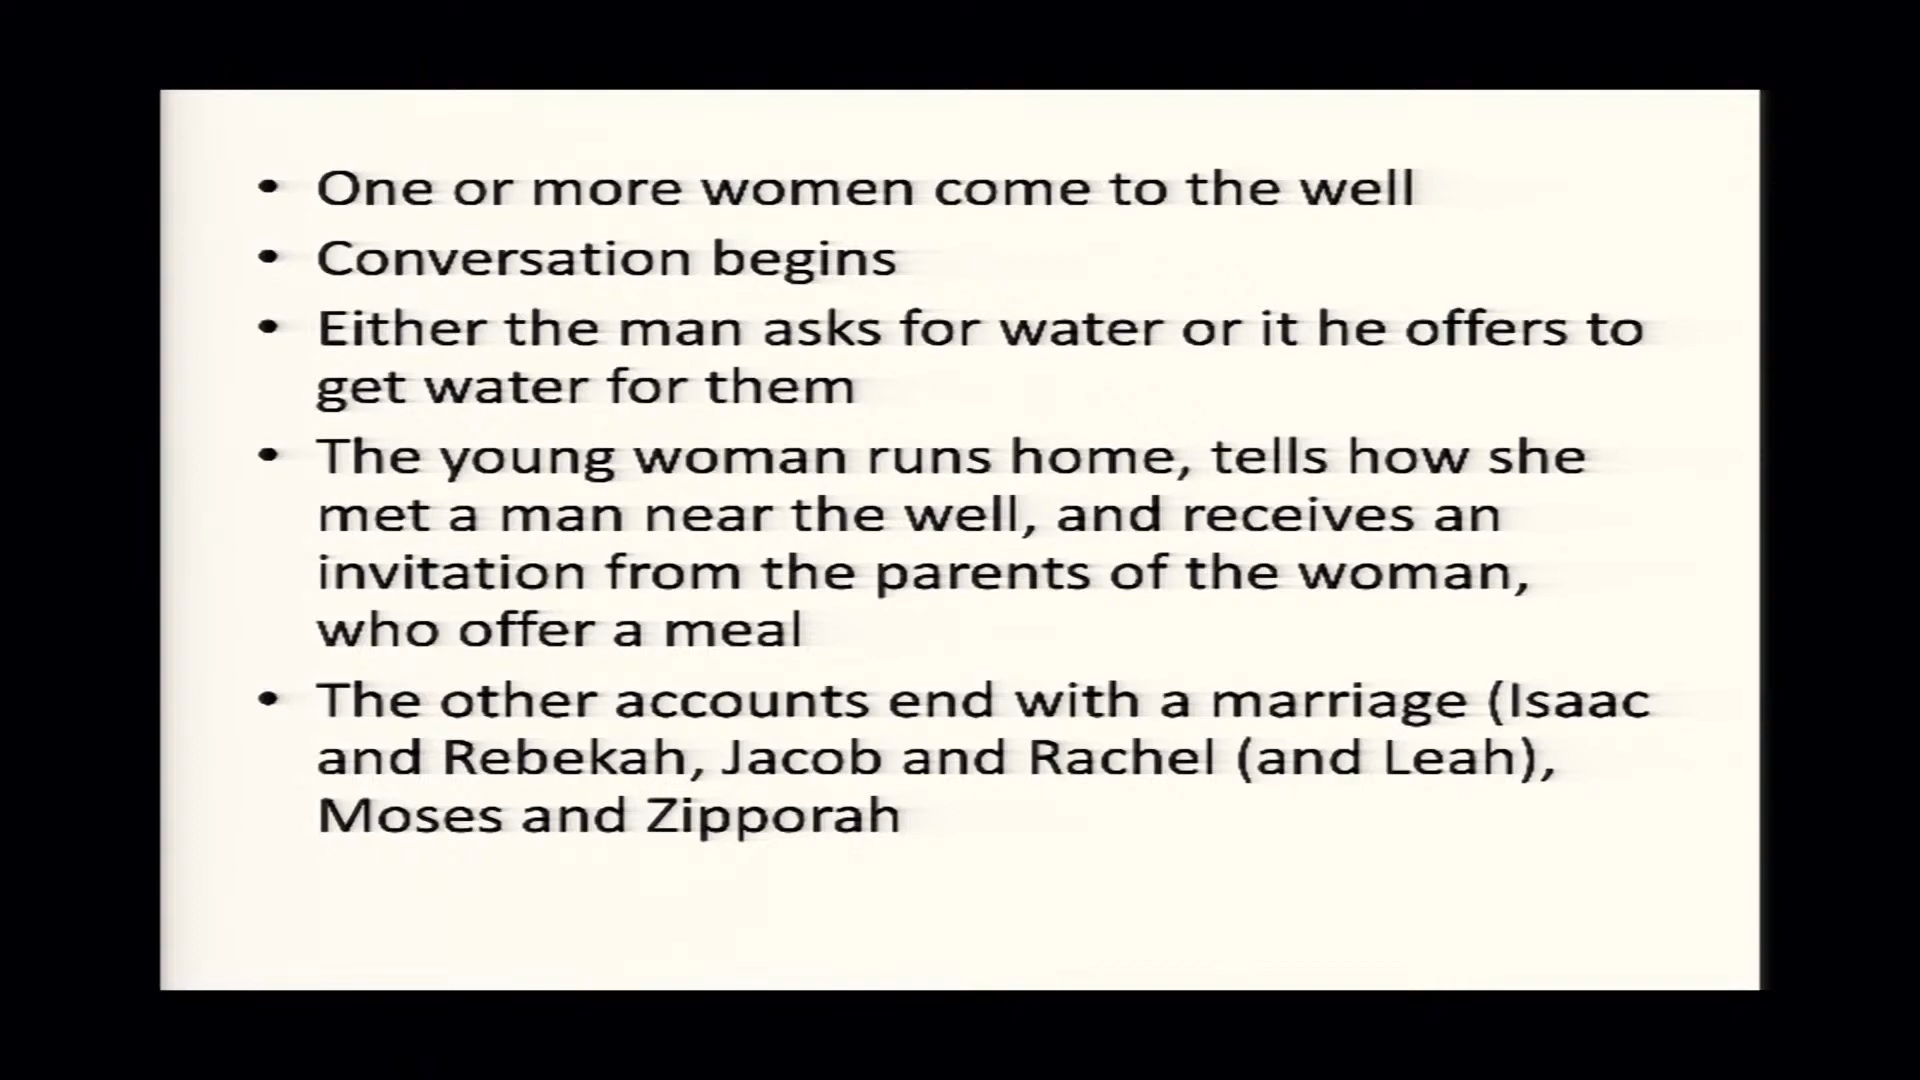 • One or more women come to the well
• Conversation begins
• Either the man asks for water or it he offers to
get water for them
• The young woman runs home, tells how she
met a man near the well, and receives an
invitation from the parents of the woman,
who offer a meal
• The other accounts end with a marriage (Isaac
and Rebekah, Jacob and Rachel (and Leah),
Moses and Zipporah